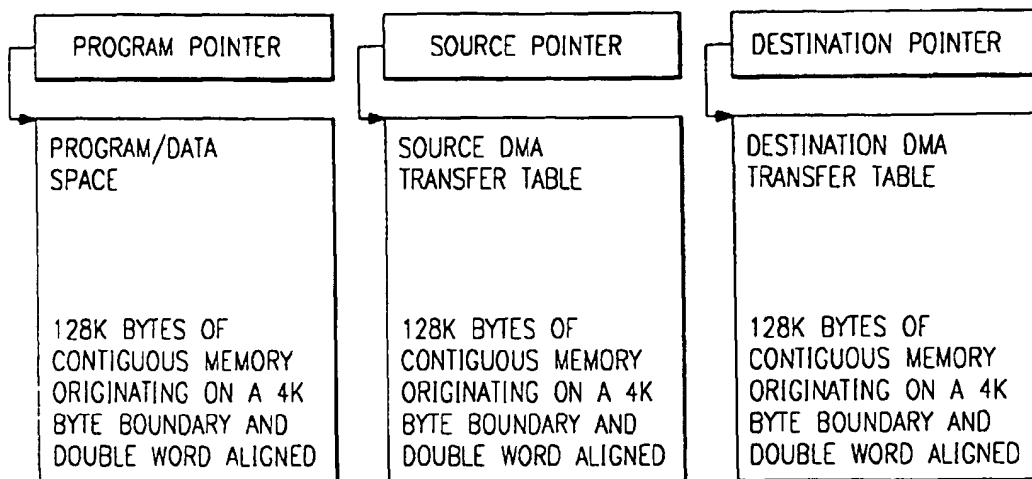 PROGRAM POINTER
SOURCE POINTER
DESTINATION POINTER
PROGRAM/DATA
SPACE
128K BYTES OF
CONTIGUOUS MEMORY
ORIGINATING ON A 4K
BYTE BOUNDARY AND
DOUBLE WORD ALIGNED
SOURCE DMA
TRANSFER TABLE
128K BYTES OF
CONTIGUOUS MEMORY
ORIGINATING ON A 4K
BYTE BOUNDARY AND
DOUBLE WORD ALIGNED
DESTINATION DMA
TRANSFER TABLE
128K BYTES OF
CONTIGUOUS MEMORY
ORIGINATING ON A 4K
BYTE BOUNDARY AND
DOUBLE WORD ALIGNED